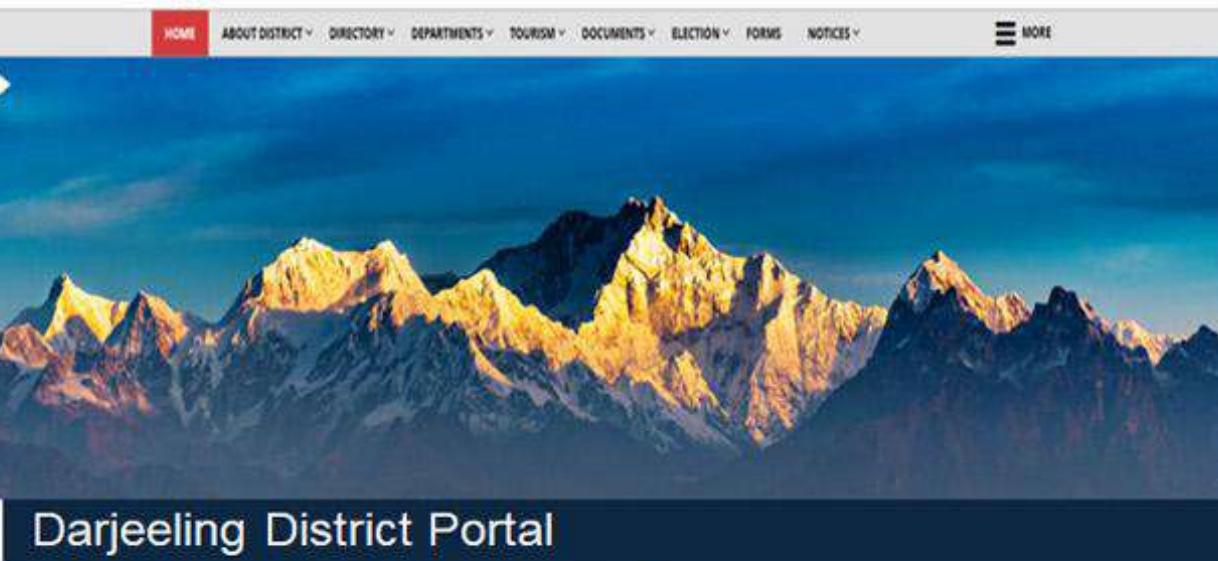 HOME ABOUT DISTRICT DIRECTORY DEPARTMENTS TOURISM DOCUMENTS ELECTION FORMS NOTICES MORE
Darjeeling District Portal